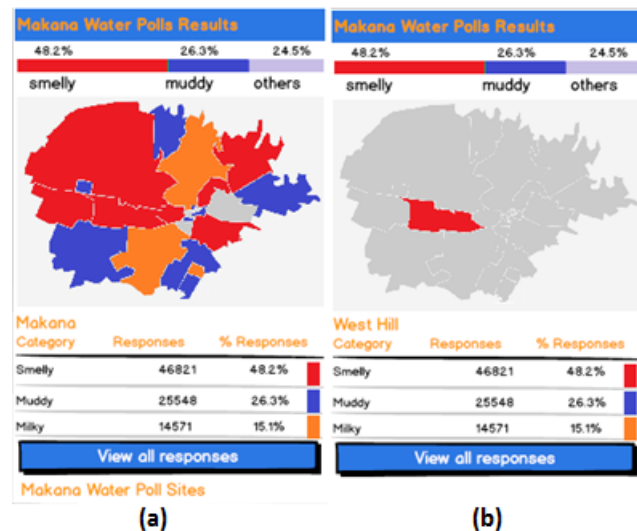 Makana Water Polls Results
48.2% 26.3% 24.5%
smelly muddy others
Makana
Category Responses % Responses
Smelly 46821 48.2%
Muddy 25548 26.3%
Milky 14571 15.1%
View all responses
Makana Water Poll Sites
(a)
Makana Water Polls Results
48.2% 26.3% 24.5%
smelly muddy others
West Hill
Category Responses % Responses
Smelly 46821 48.2%
Muddy 25548 26.3%
Milky 14571 15.1%
View all responses
(b)